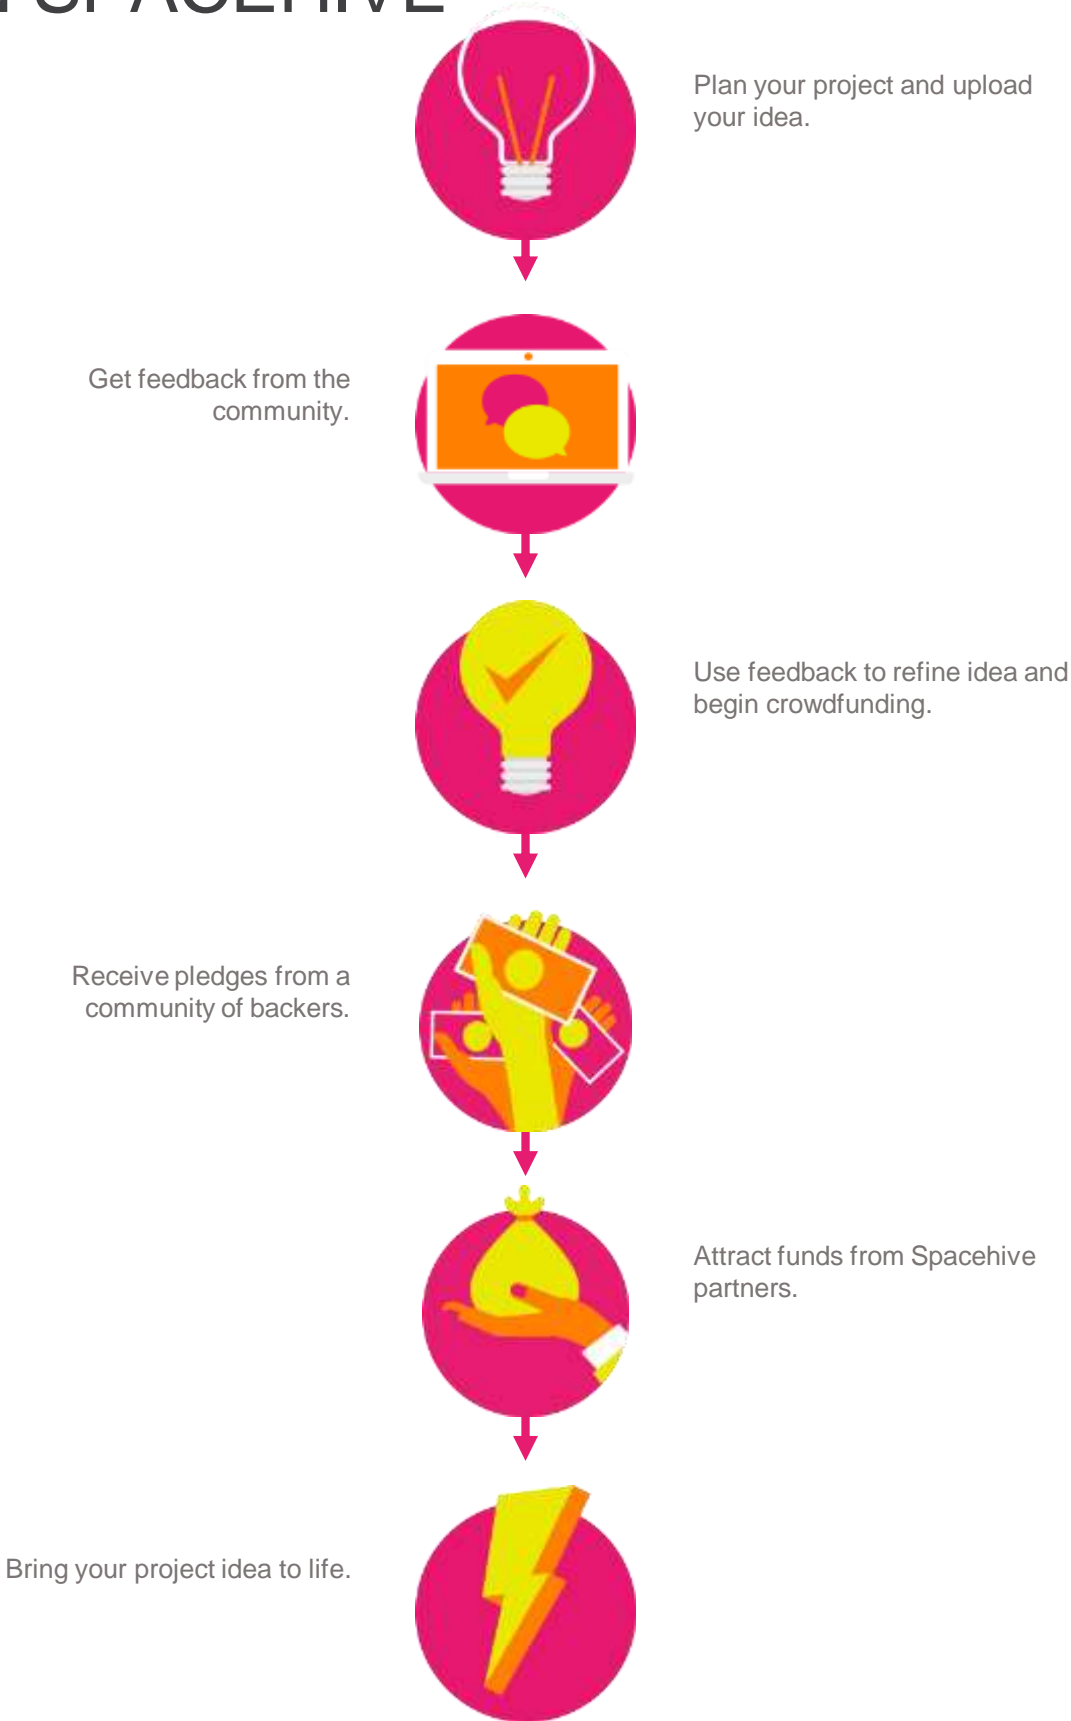 SPACEHIVE
Plan your project and upload
your idea.
Get feedback from the
community.
Use feedback to refine idea and
begin crowdfunding.
Receive pledges from a
community of backers.
Attract funds from Spacehive
partners.
Bring your project idea to life.